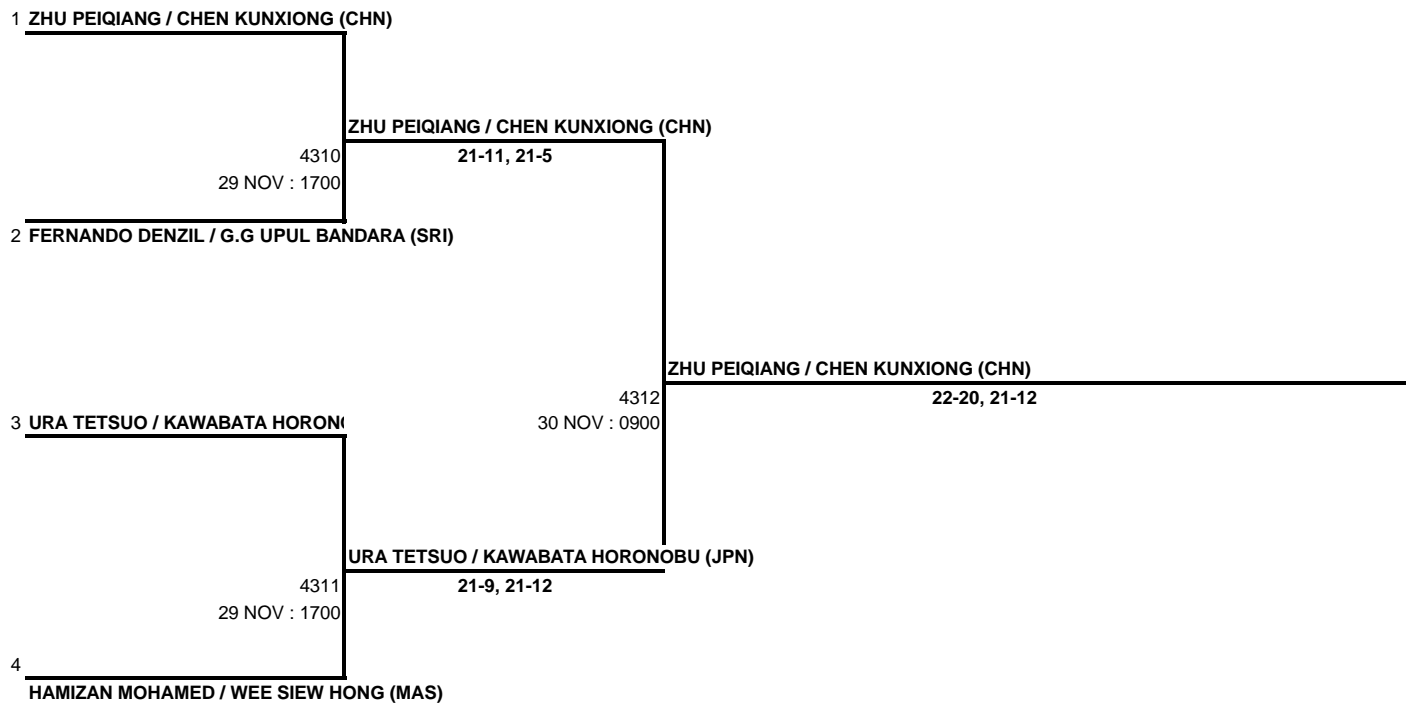 1 ZHU PEIQIANG / CHEN KUNXIONG (CHN)
ZHU PEIQIANG / CHEN KUNXIONG (CHN)
4310
21-11, 21-5
29 NOV : 1700
2 FERNANDO DENZIL / G.G UPUL BANDARA (SRI)
ZHU PEIQIANG / CHEN KUNXIONG (CHN)
4312
22-20, 21-12
3 URA TETSUO / KAWABATA HORON
30 NOV : 0900
URA TETSUO / KAWABATA HORONOBU (JPN)
4311
21-9, 21-12
29 NOV : 1700
4
HAMIZAN MOHAMED / WEE SIEW HONG (MAS)